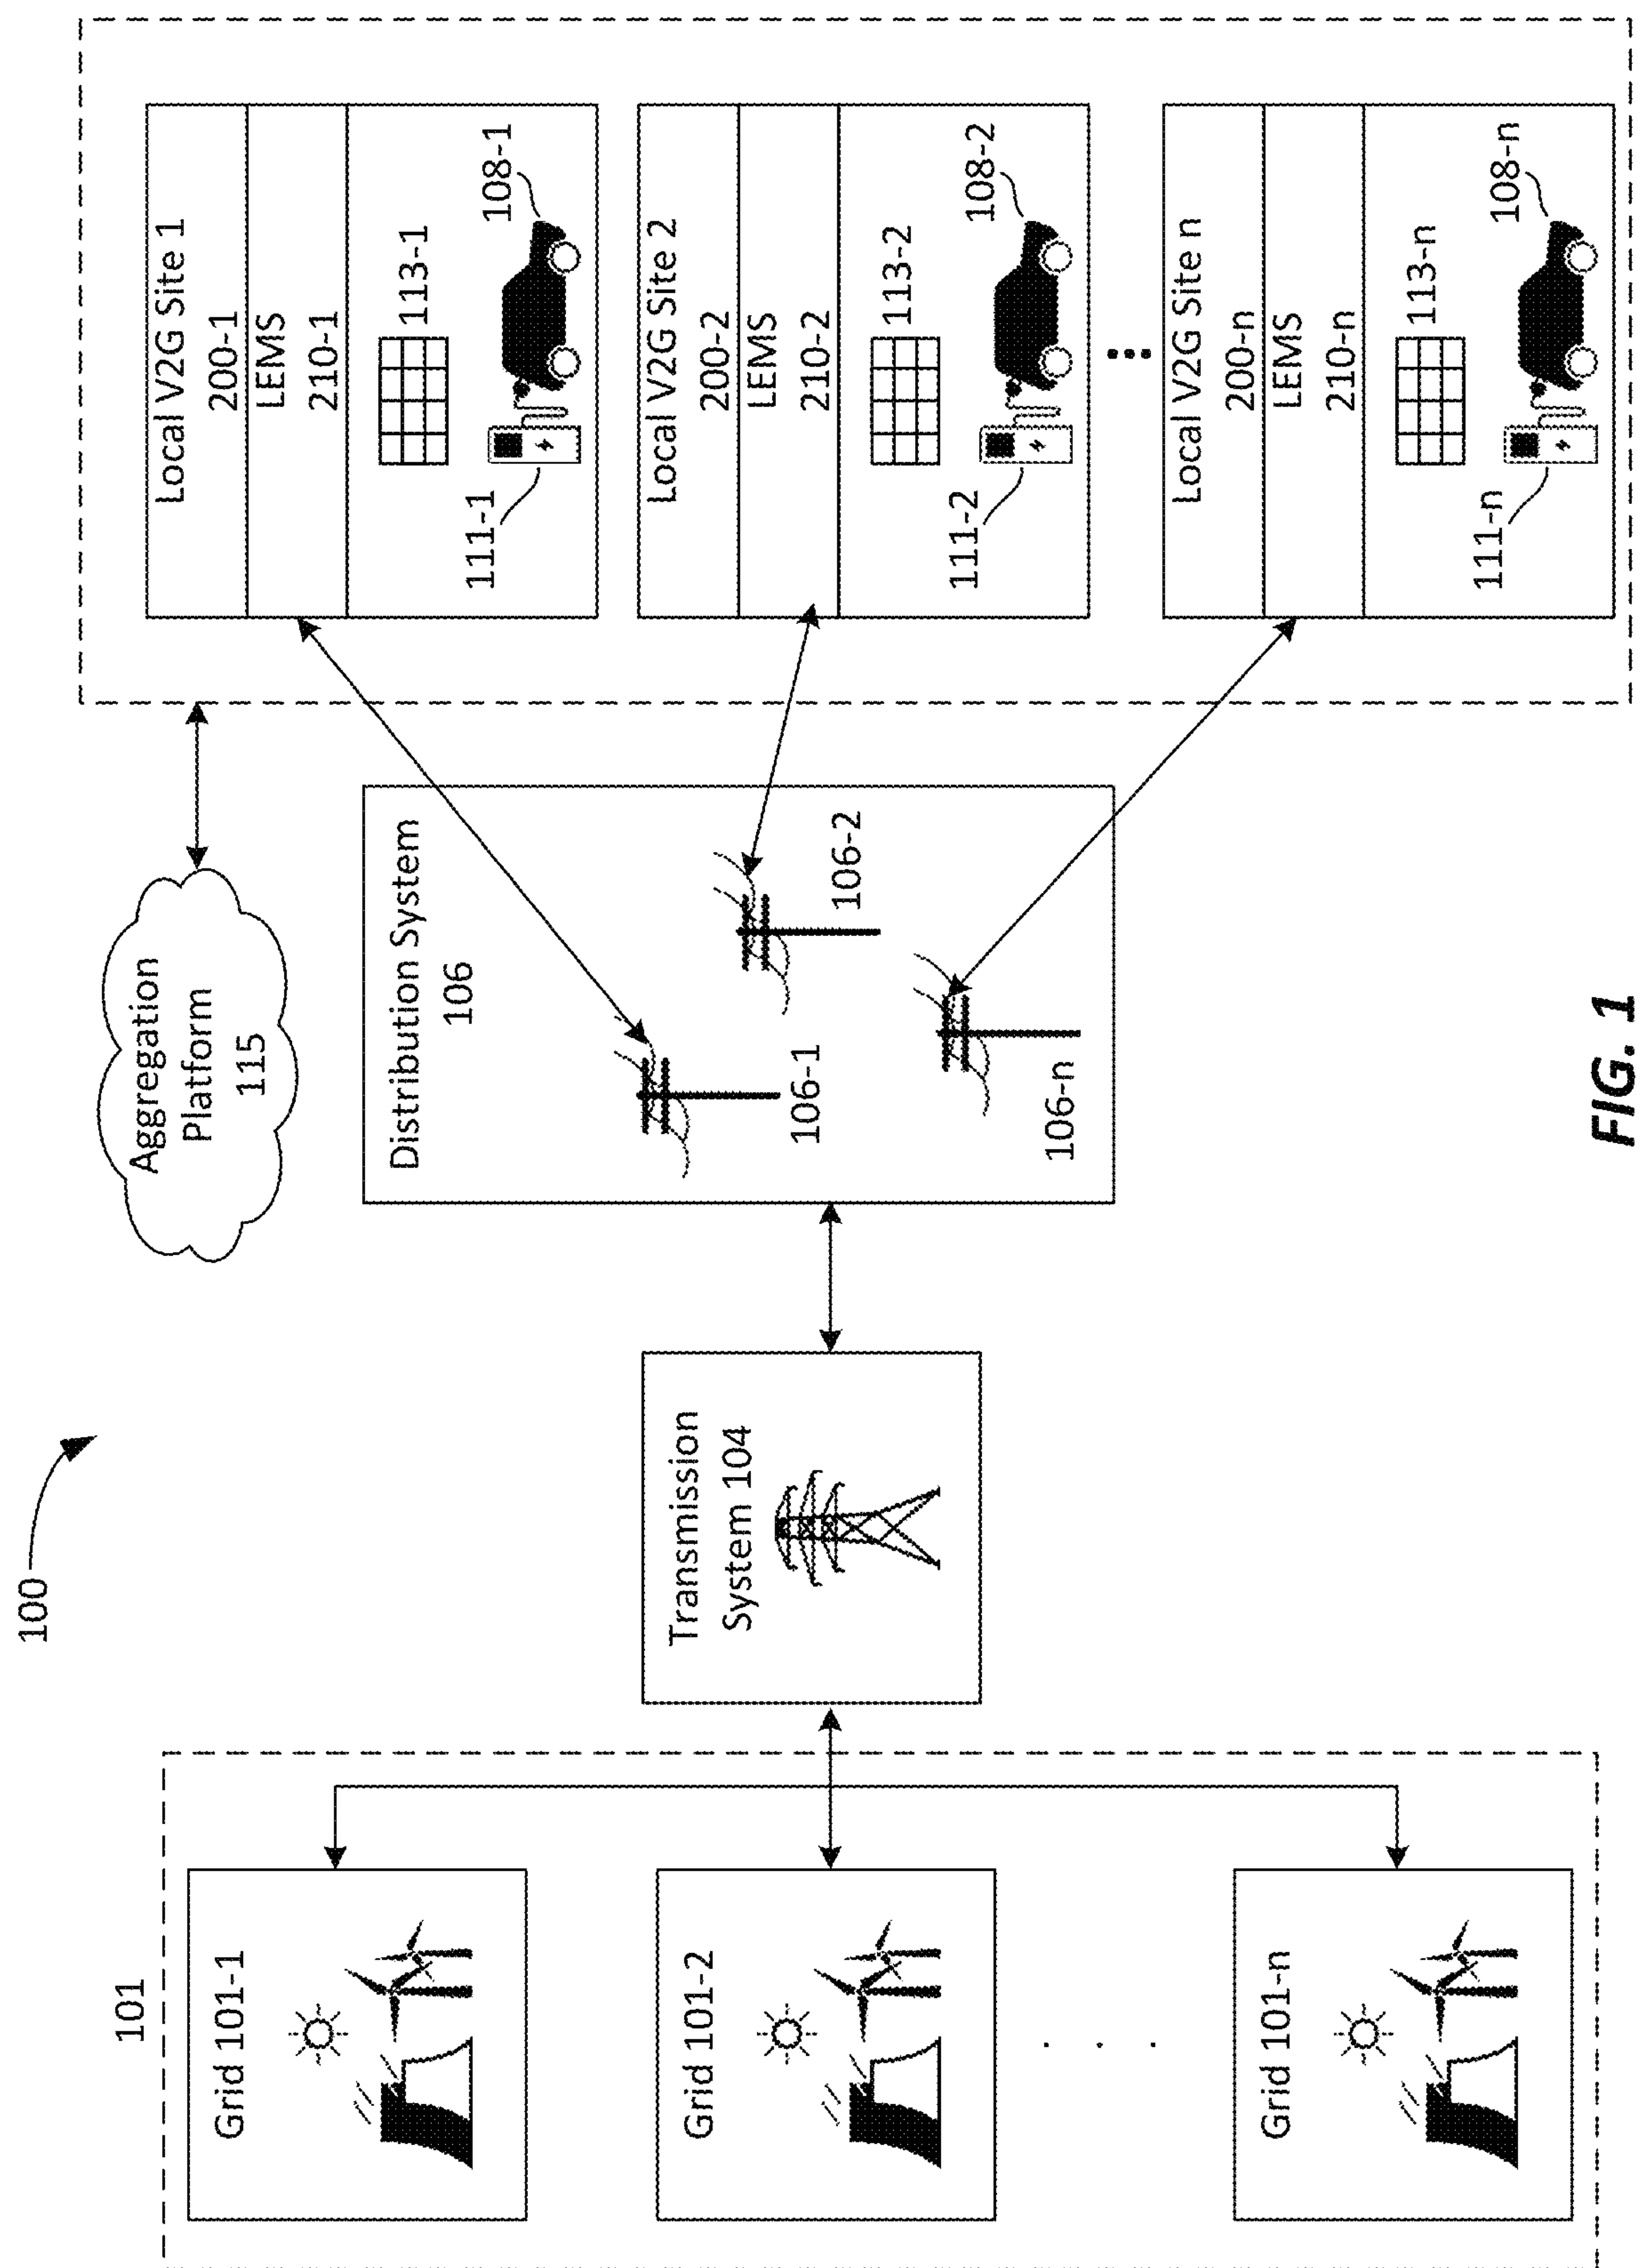 100
101
Grid 101-1
Grid 101-2
. . .
Grid 101-n
Transmission
System 104
Aggregation
Platform
115
Distribution System
106
106-1
106-2
106-n
Local V2G Site 1
200-1
LEMS
210-1
113-1
111-1
108-1
Local V2G Site 2
200-2
LEMS
210-2
113-2
111-2
108-2
...
Local V2G Site n
200-n
LEMS
210-n
113-n
111-n
108-n
FIG. 1